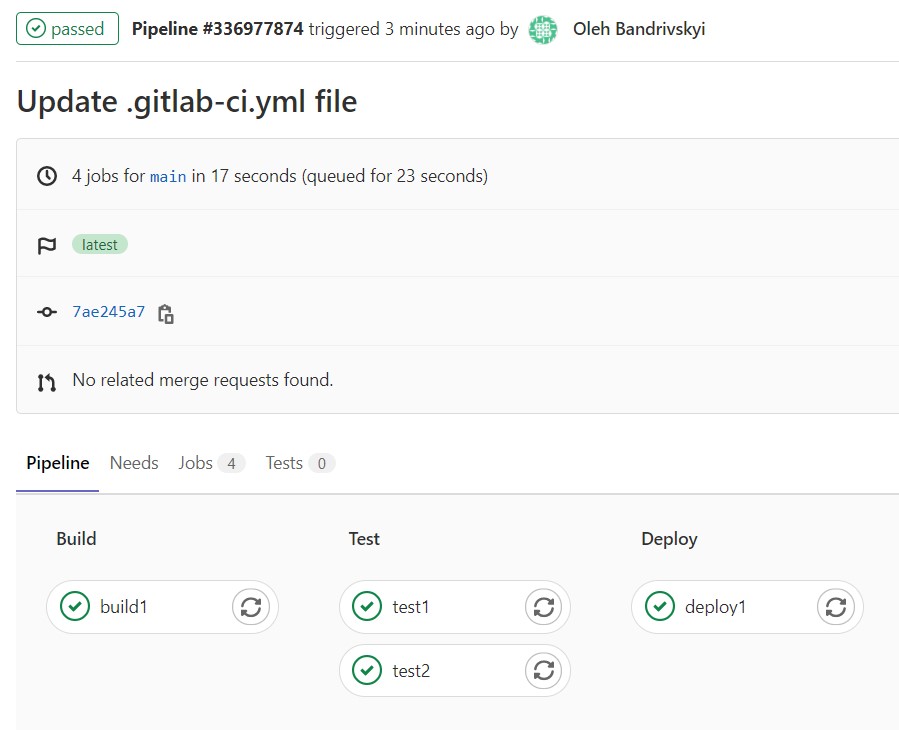 passed Pipeline #336977874 triggered 3 minutes ago by Oleh Bandrivskyi
Update .gitlab-ci.yml file
4 jobs for main in 17 seconds (queued for 23 seconds)
latest
7ae245a7
No related merge requests found.
Pipeline Needs Jobs 4 Tests 0
Build Test Deploy
build1 test1 deploy1
test2